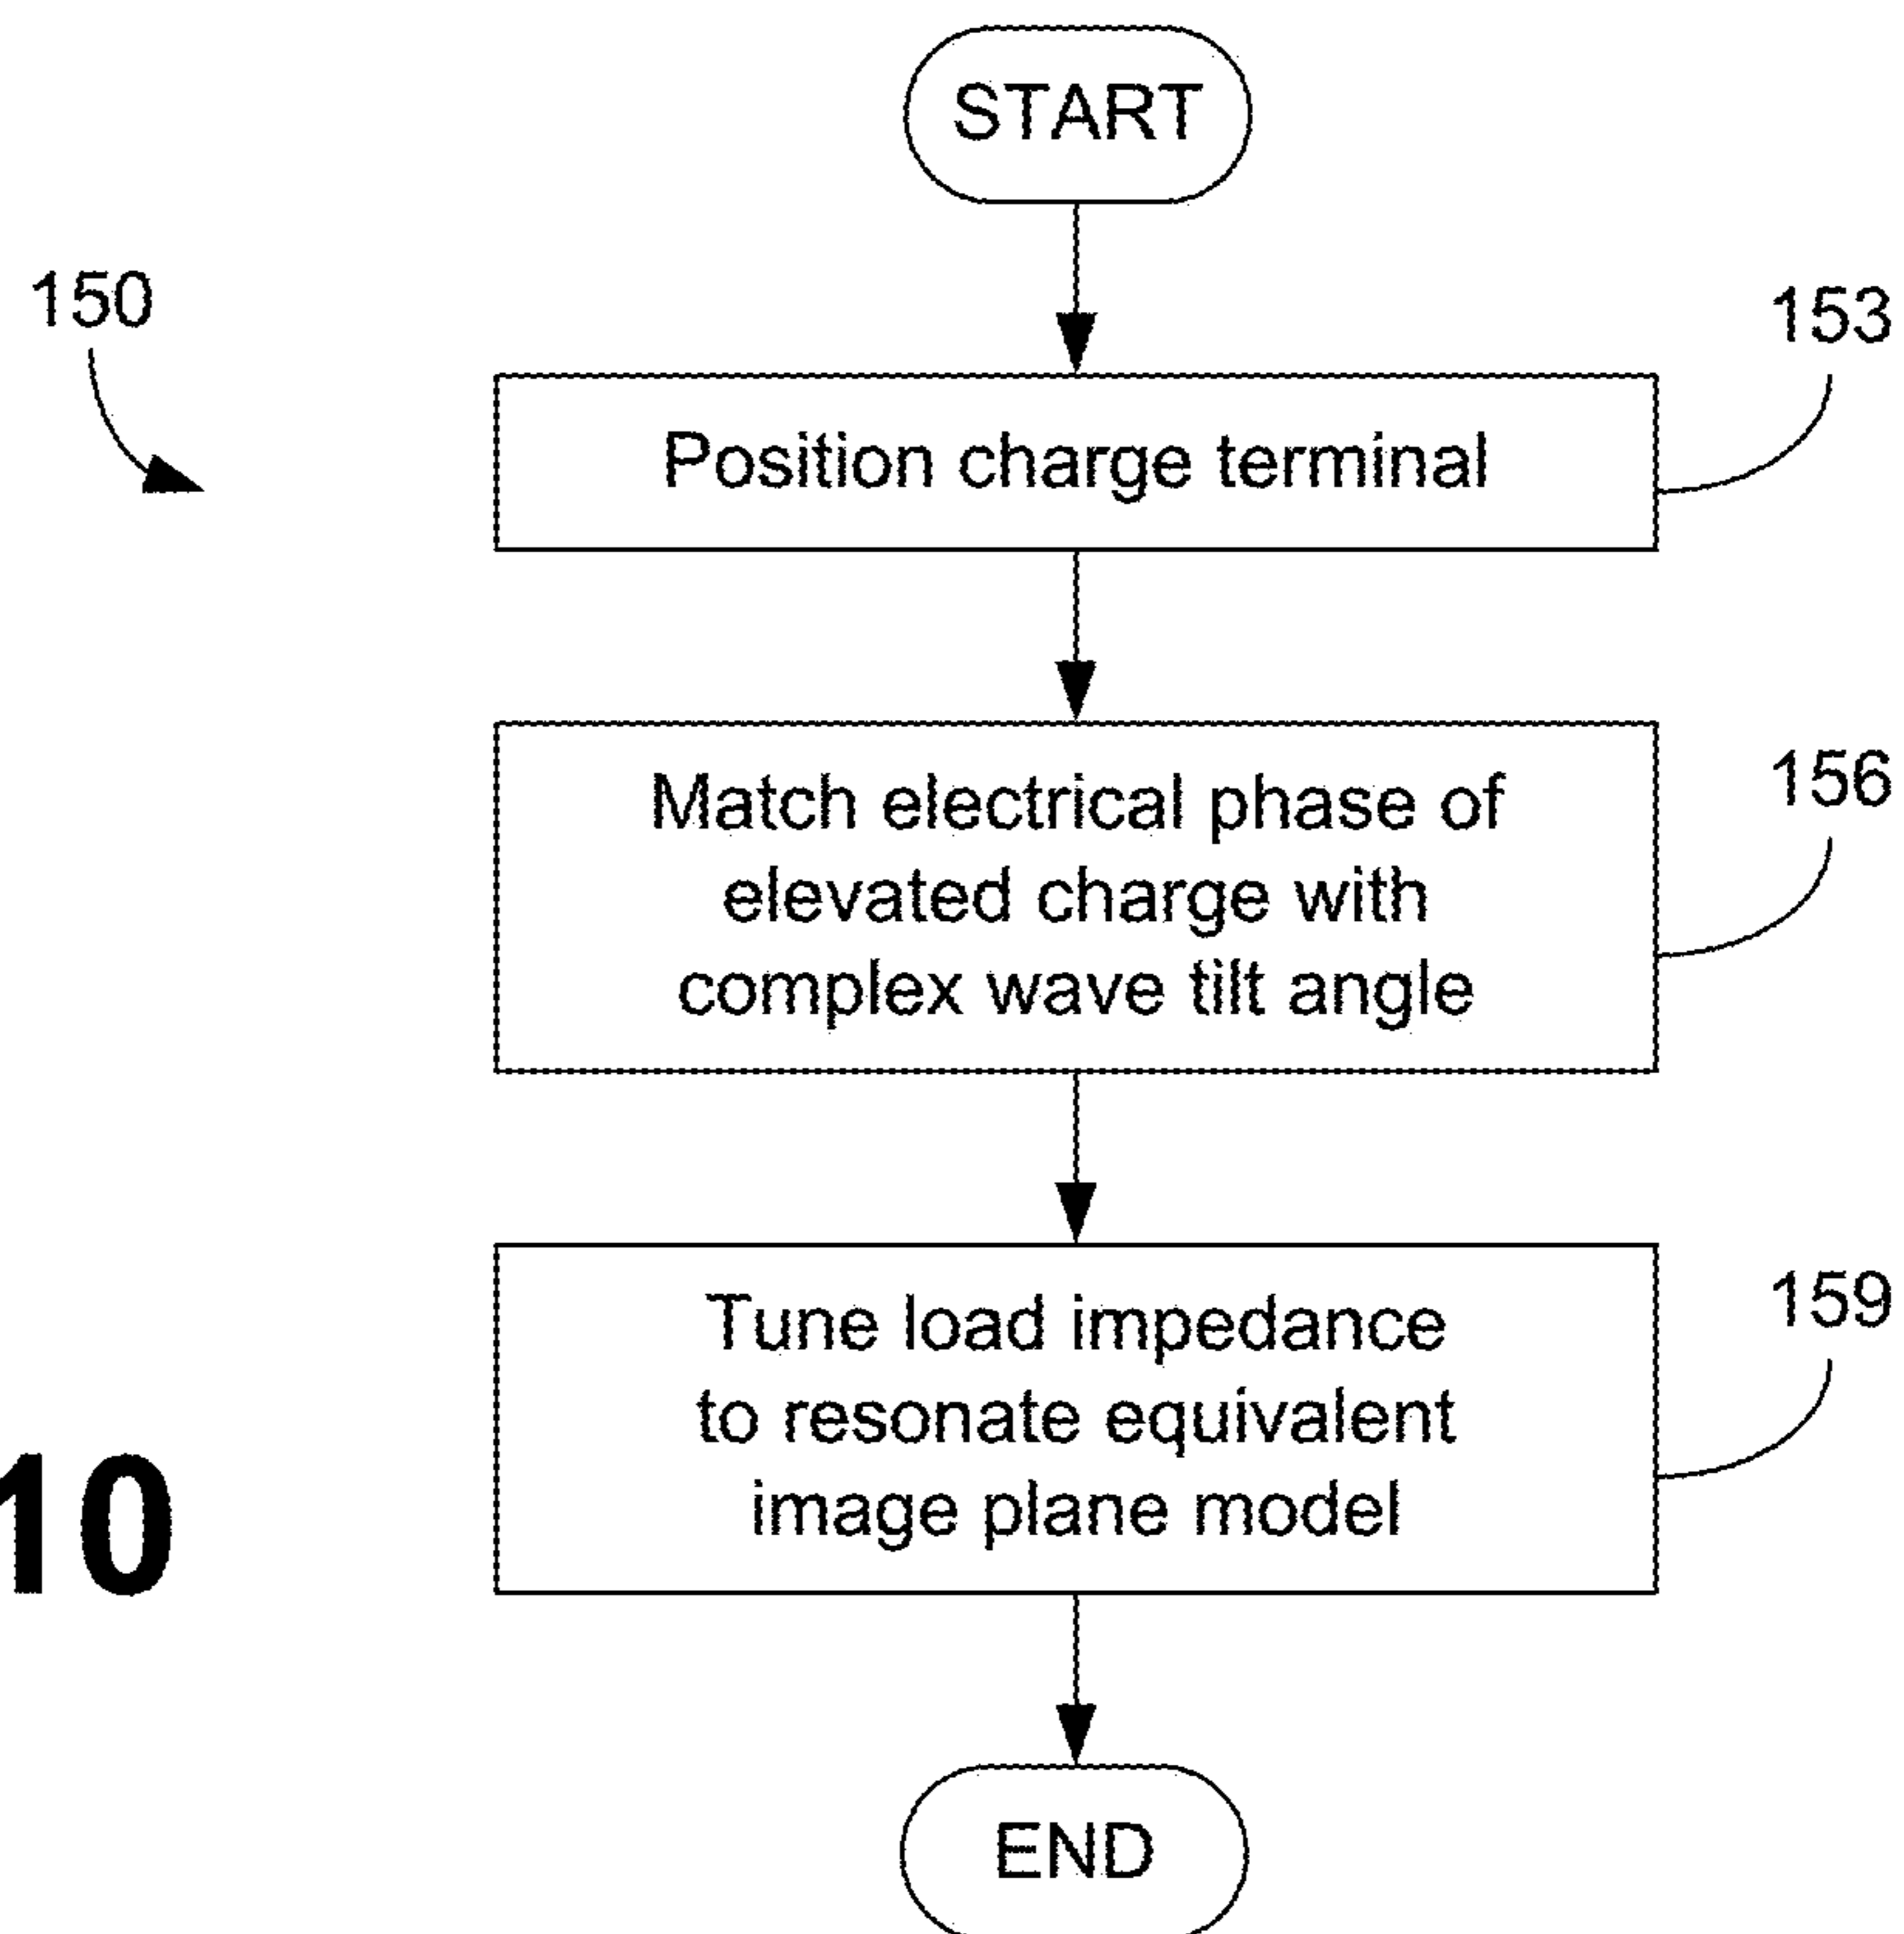 START
150
153
Position charge terminal
156
Match electrical phase of
elevated charge with
complex wave tilt angle
159
Tune load impedance
to resonate equivalent
image plane model
10
END